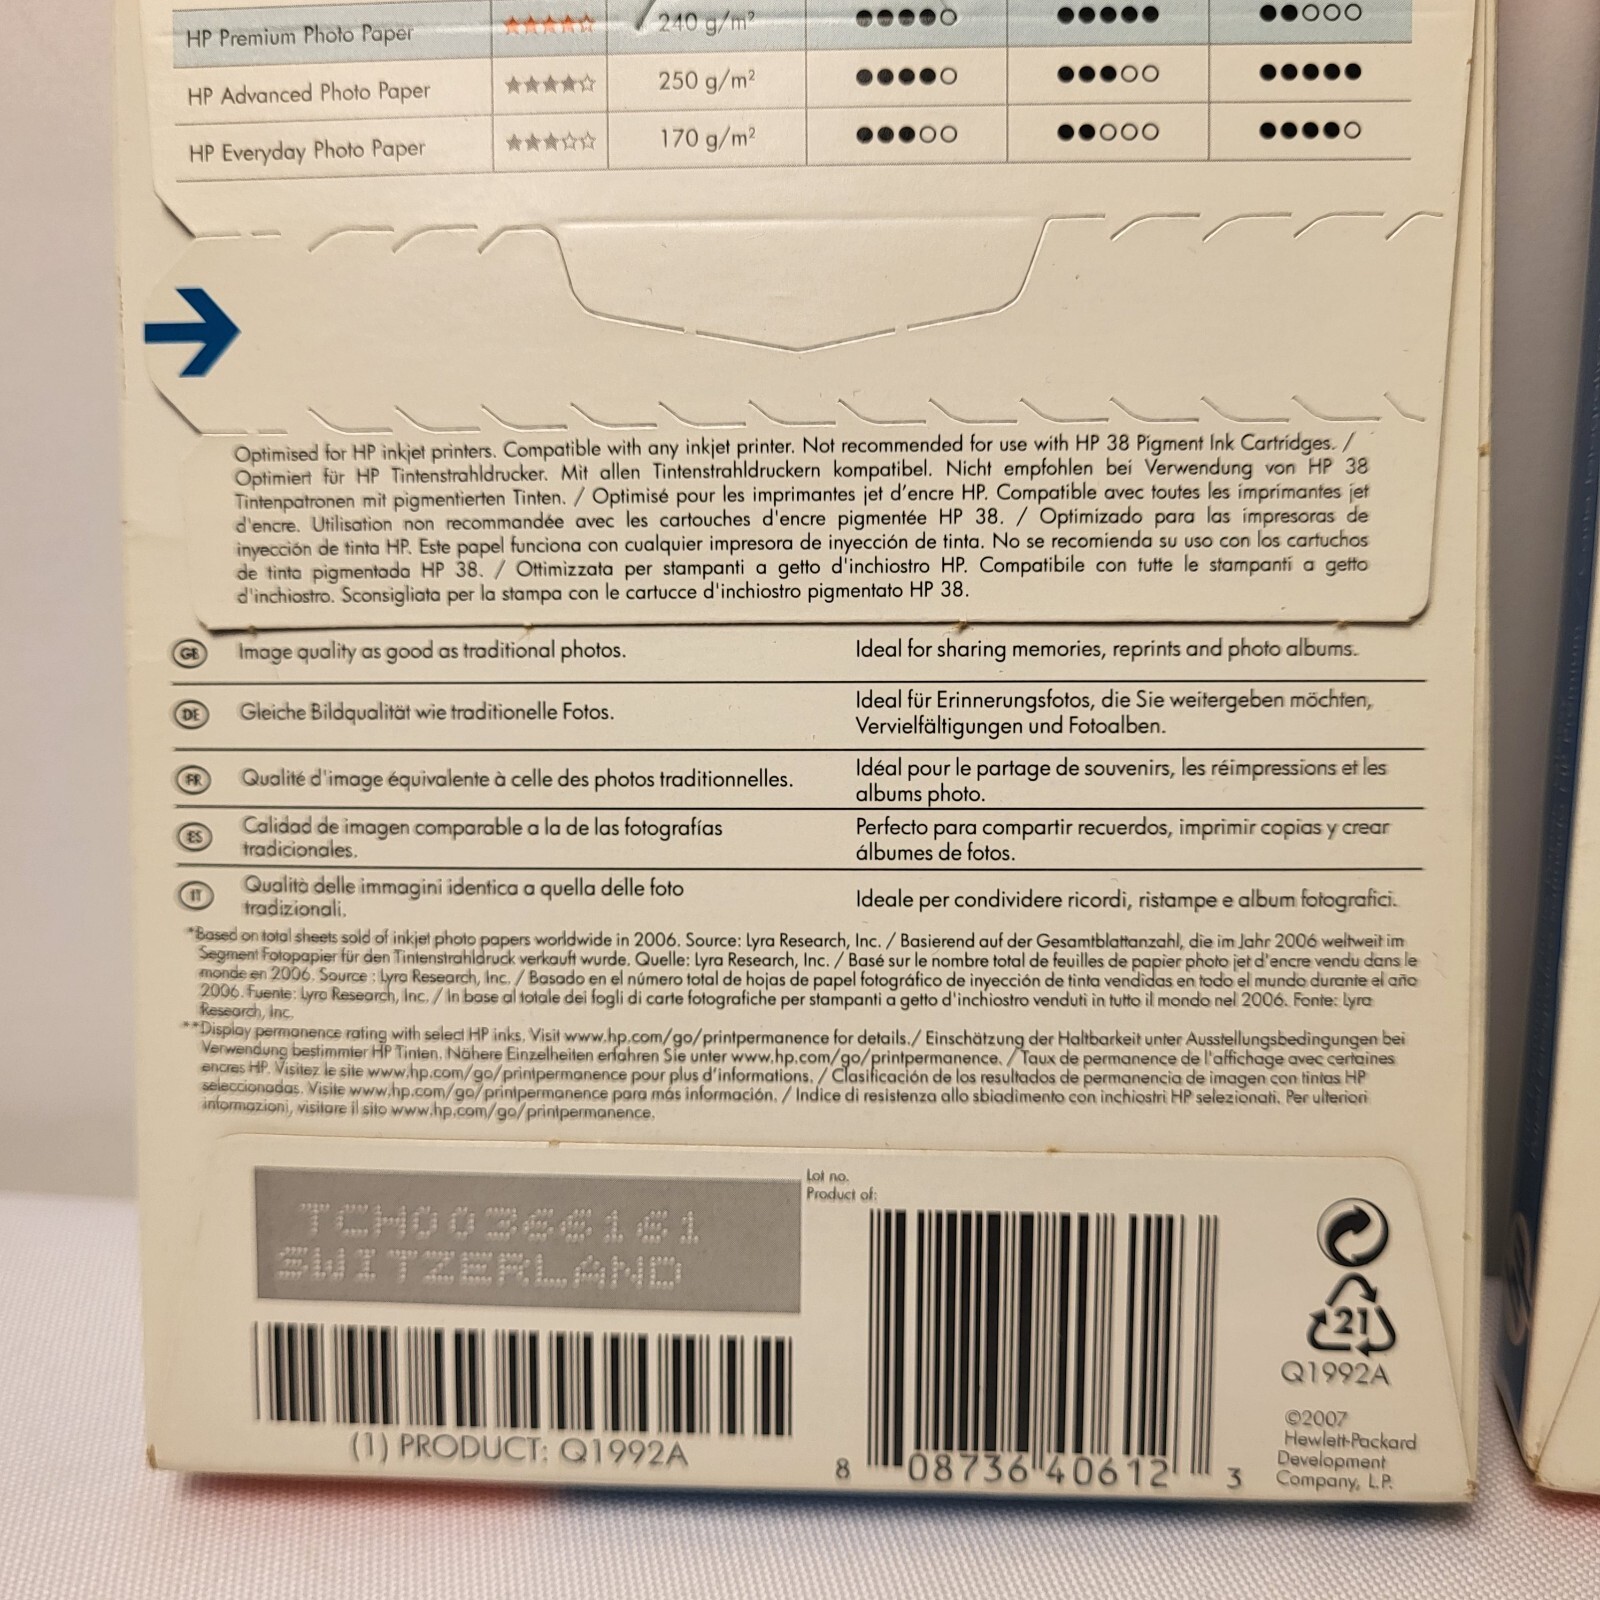 HP Premium Photo Paper 240 g/m²
HP Advanced Photo Paper 250 g/m²
HP Everyday Photo Paper 170 g/m²
Optimised for HP inkjet printers. Compatible with any inkjet printer. Not recommended for use with HP 38 Pigment Ink Cartridges. /
Optimiert für HP Tintenstrahldrucker. Mit allen Tintenstrahldruckern kompatibel. Nicht empfohlen bei Verwendung von HP 38
Tintenpatronen mit pigmentierten Tinten. / Optimisé pour les imprimantes jet d'encre HP. Compatible avec toutes les imprimantes jet
d'encre. Utilisation non recommandée avec les cartouches d'encre pigmentée HP 38. / Optimizado para las impresoras de
inyección de tinta HP. Este papel funciona con cualquier impresora de inyección de tinta. No se recomienda su uso con los cartuchos
de tinta pigmentada HP 38. / Ottimizzata per stampanti a getto d'inchiostro HP. Compatibile con tutte le stampanti a getto
d'inchiostro. Sconsigliata per la stampa con le cartucce d'inchiostro pigmentato HP 38.
GB Image quality as good as traditional photos. Ideal for sharing memories, reprints and photo albums.
DE Gleiche Bildqualität wie traditionelle Fotos. Ideal für Erinnerungsfotos, die Sie weitergeben möchten,
Vervielfältigungen und Fotoalben.
FR Qualité d'image équivalente à celle des photos traditionnelles. Idéal pour le partage de souvenirs, les réimpressions et les
albums photo.
ES Calidad de imagen comparable a la de las fotografías
tradicionales.
Perfecto para compartir recuerdos, imprimir copias y crear
álbumes de fotos.
IT Qualità delle immagini identica a quella delle foto
tradizionali.
Ideale per condividere ricordi, ristampe e album fotografici.
*Based on total sheets sold of inkjet photo papers worldwide in 2006. Source: Lyra Research, Inc. / Basierend auf der Gesamtblattanzahl, die im Jahr 2006 weltweit im
Segment Fotopapier für den Tintenstrahldruck verkauft wurde. Quelle: Lyra Research, Inc. / Basé sur le nombre total de feuilles de papier photo jet d'encre vendu dans le
monde en 2006. Source : Lyra Research, Inc. / Basado en el número total de hojas de papel fotográfico de inyección de tinta vendidas en todo el mundo durante el año
2006. Fuente: Lyra Research, Inc. / In base al totale dei fogli di carte fotografiche per stampanti a getto d'inchiostro venduti in tutto il mondo nel 2006. Fonte: Lyra
Research, Inc.
**Display permanence rating with select HP inks. Visit www.hp.com/go/printpermanence for details./ Einschätzung der Haltbarkeit unter Ausstellungsbedingungen bei
Verwendung bestimmter HP Tinten. Nähere Einzelheiten erfahren Sie unter www.hp.com/go/printpermanence. / Taux de permanence de l'affichage avec certaines
encres HP. Visitez le site www.hp.com/go/printpermanence pour plus d'informations. / Clasificación de los resultados de permanencia de imagen con tintas HP
seleccionadas. Visite www.hp.com/go/printpermanence para más información. / Indice di resistenza allo sbiadimento con inchiostri HP selezionati. Per ulteriori
informazioni, visitare il sito www.hp.com/go/printpermanence.
Lot no.
Product of:
TCH00366161
SWITZERLAND
(1) PRODUCT: Q1992A
8 08736 40612 3
21
Q1992A
©2007
Hewlett-Packard
Development
Company, L.P.